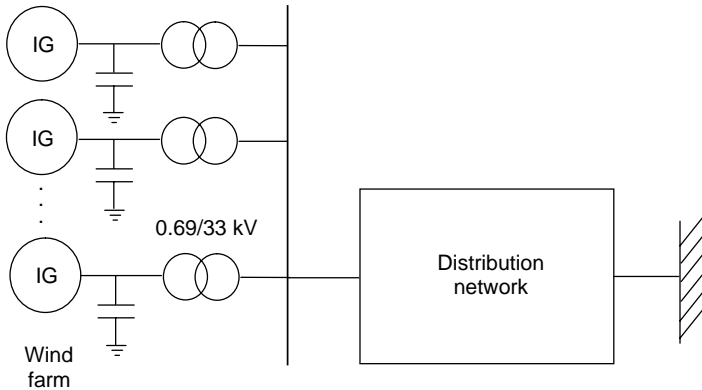 IG
IG
0.69/33 kV
IG
Distribution
network
Wind
farm